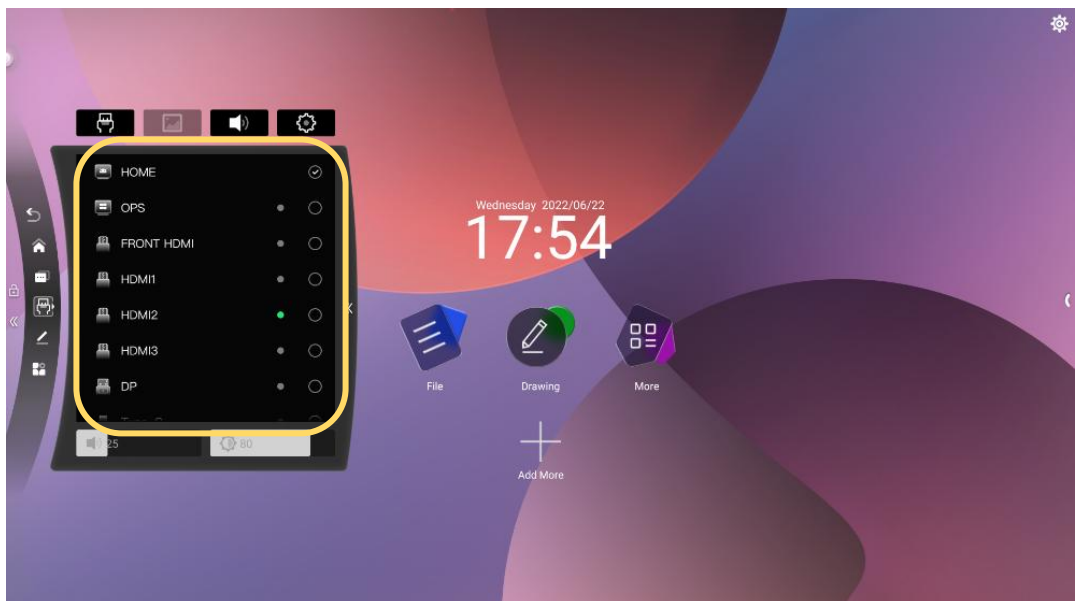 HOME
OPS
FRONT HDMI
HDMI1
HDMI2
HDMI3
DP
25
80
Wednesday 2022/06/22
17:54
File
Drawing
More
Add More